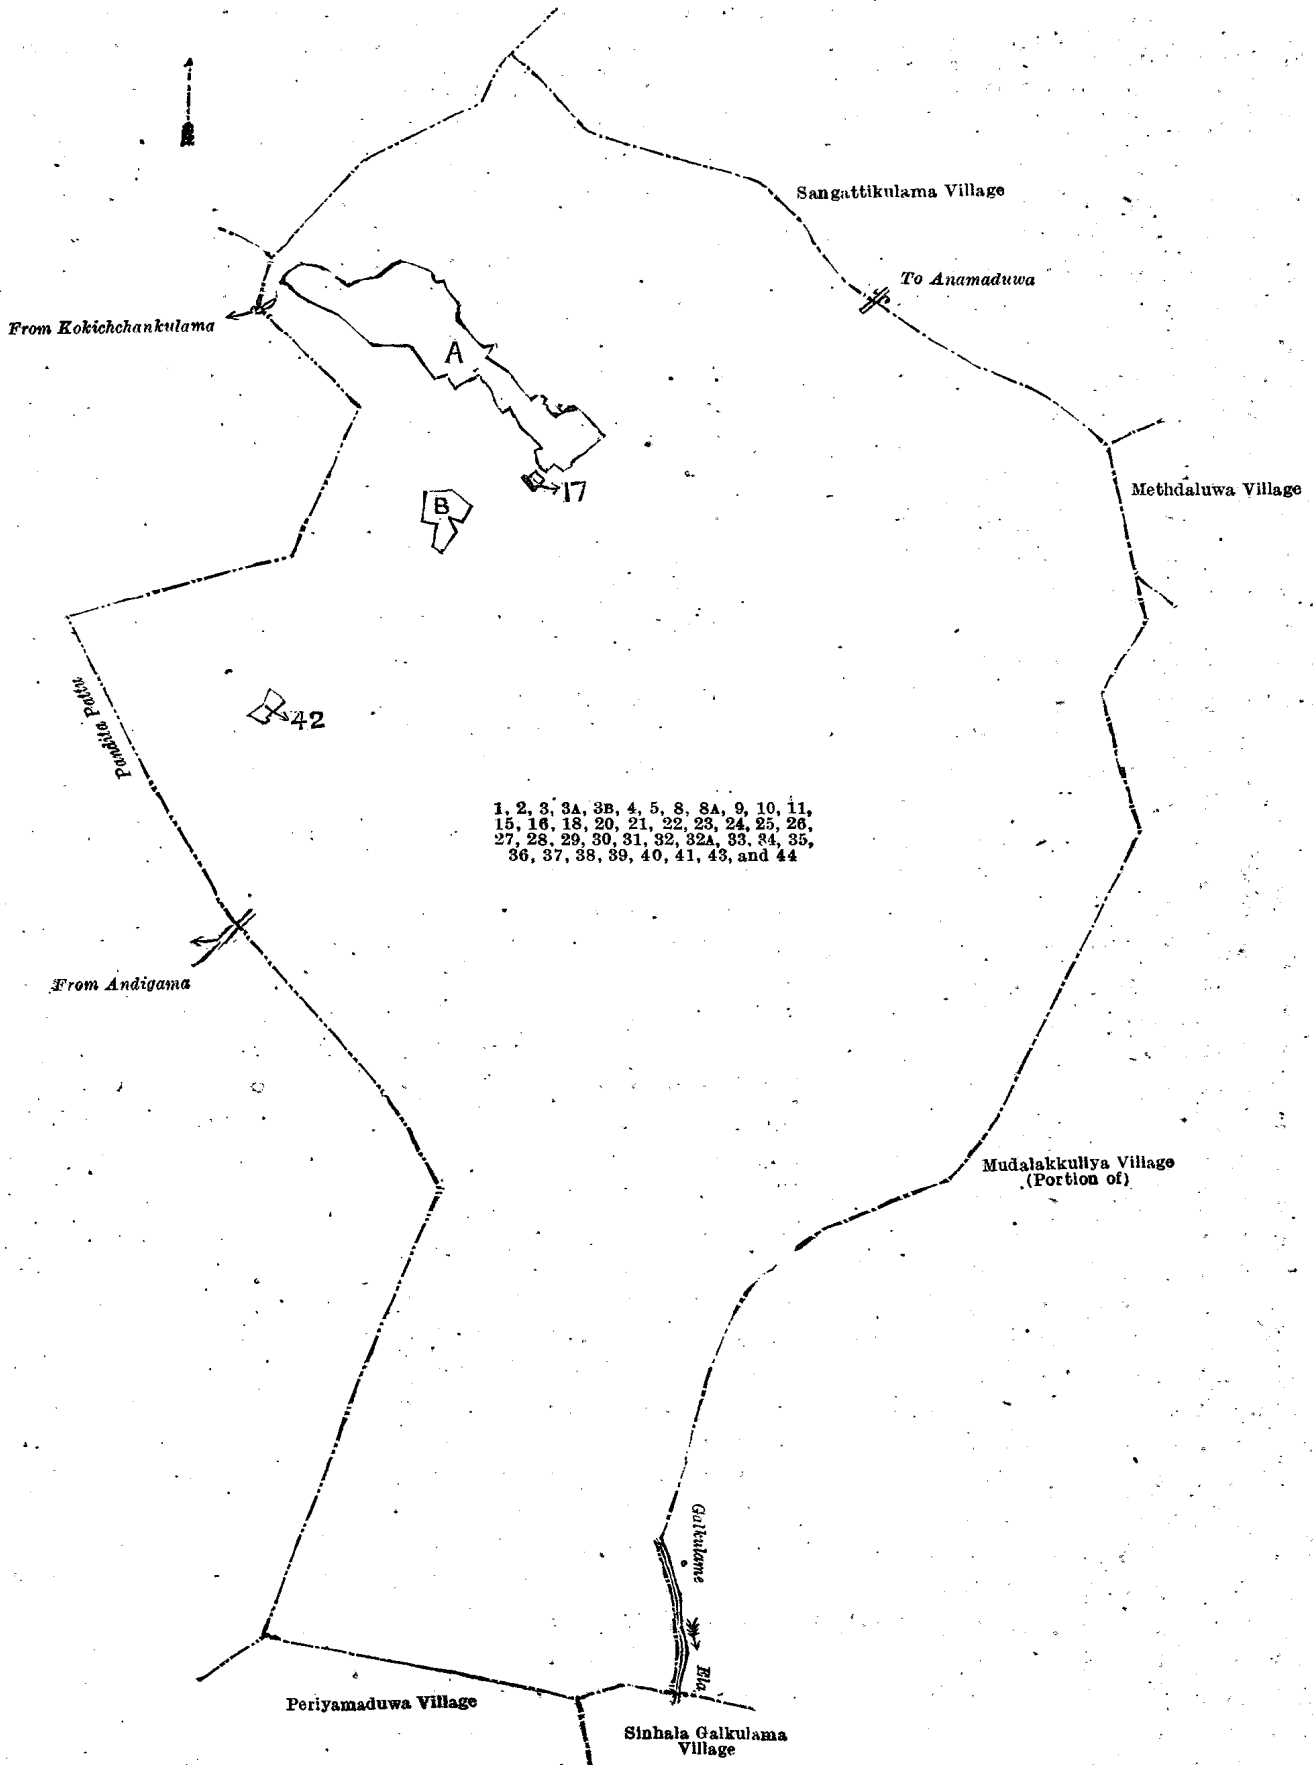 Sangattikulama Village
To Anamaduwa
From Kokichchankulama
A
Methdaluwa Village
17
B
Pandita Pattu
42
1, 2, 3, 3A, 3B, 4, 5, 8, 8A, 9, 10, 11,
15, 16, 18, 20, 21, 22, 23, 24, 25, 26,
27, 28, 29, 30, 31, 32, 32A, 33, 34, 35,
36, 37, 38, 39, 40, 41, 43, and 44
From Andigama
Mudalakkuliya Village
(Portion of)
Galkulame
Ela
Periyamaduwa Village
Sinhala Galkulama
Village